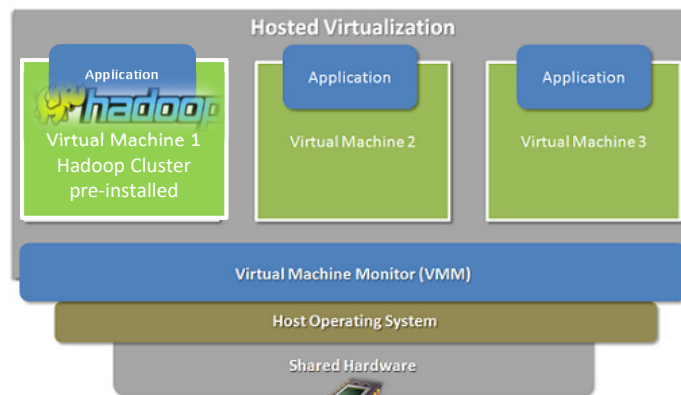 Hosted Virtualization
Application
hadoop
Virtual Machine 1
Hadoop Cluster
pre-installed
Application
Virtual Machine 2
Application
Virtual Machine 3
Virtual Machine Monitor (VMM)
Host Operating System
Shared Hardware